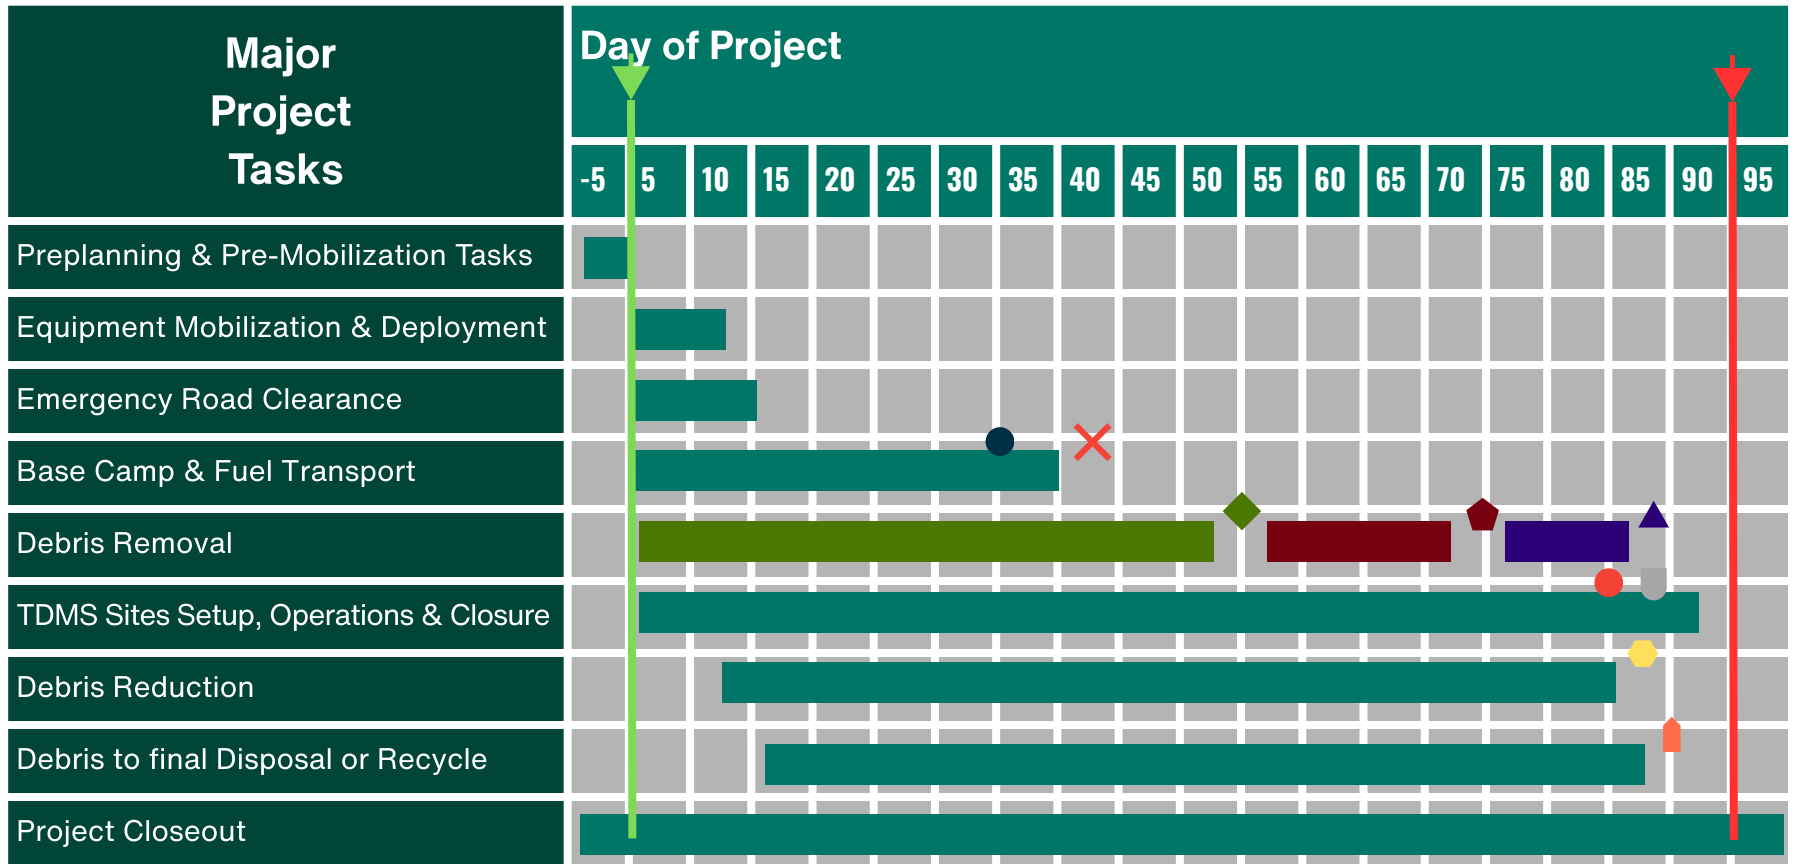 Major
Project
Tasks
Day of Project
-5 5 10 15 20 25 30 35 40 45 50 55 60 65 70 75 80 85 90 95
Preplanning & Pre-Mobilization Tasks
Equipment Mobilization & Deployment
Emergency Road Clearance
Base Camp & Fuel Transport
Debris Removal
TDMS Sites Setup, Operations & Closure
Debris Reduction
Debris to final Disposal or Recycle
Project Closeout